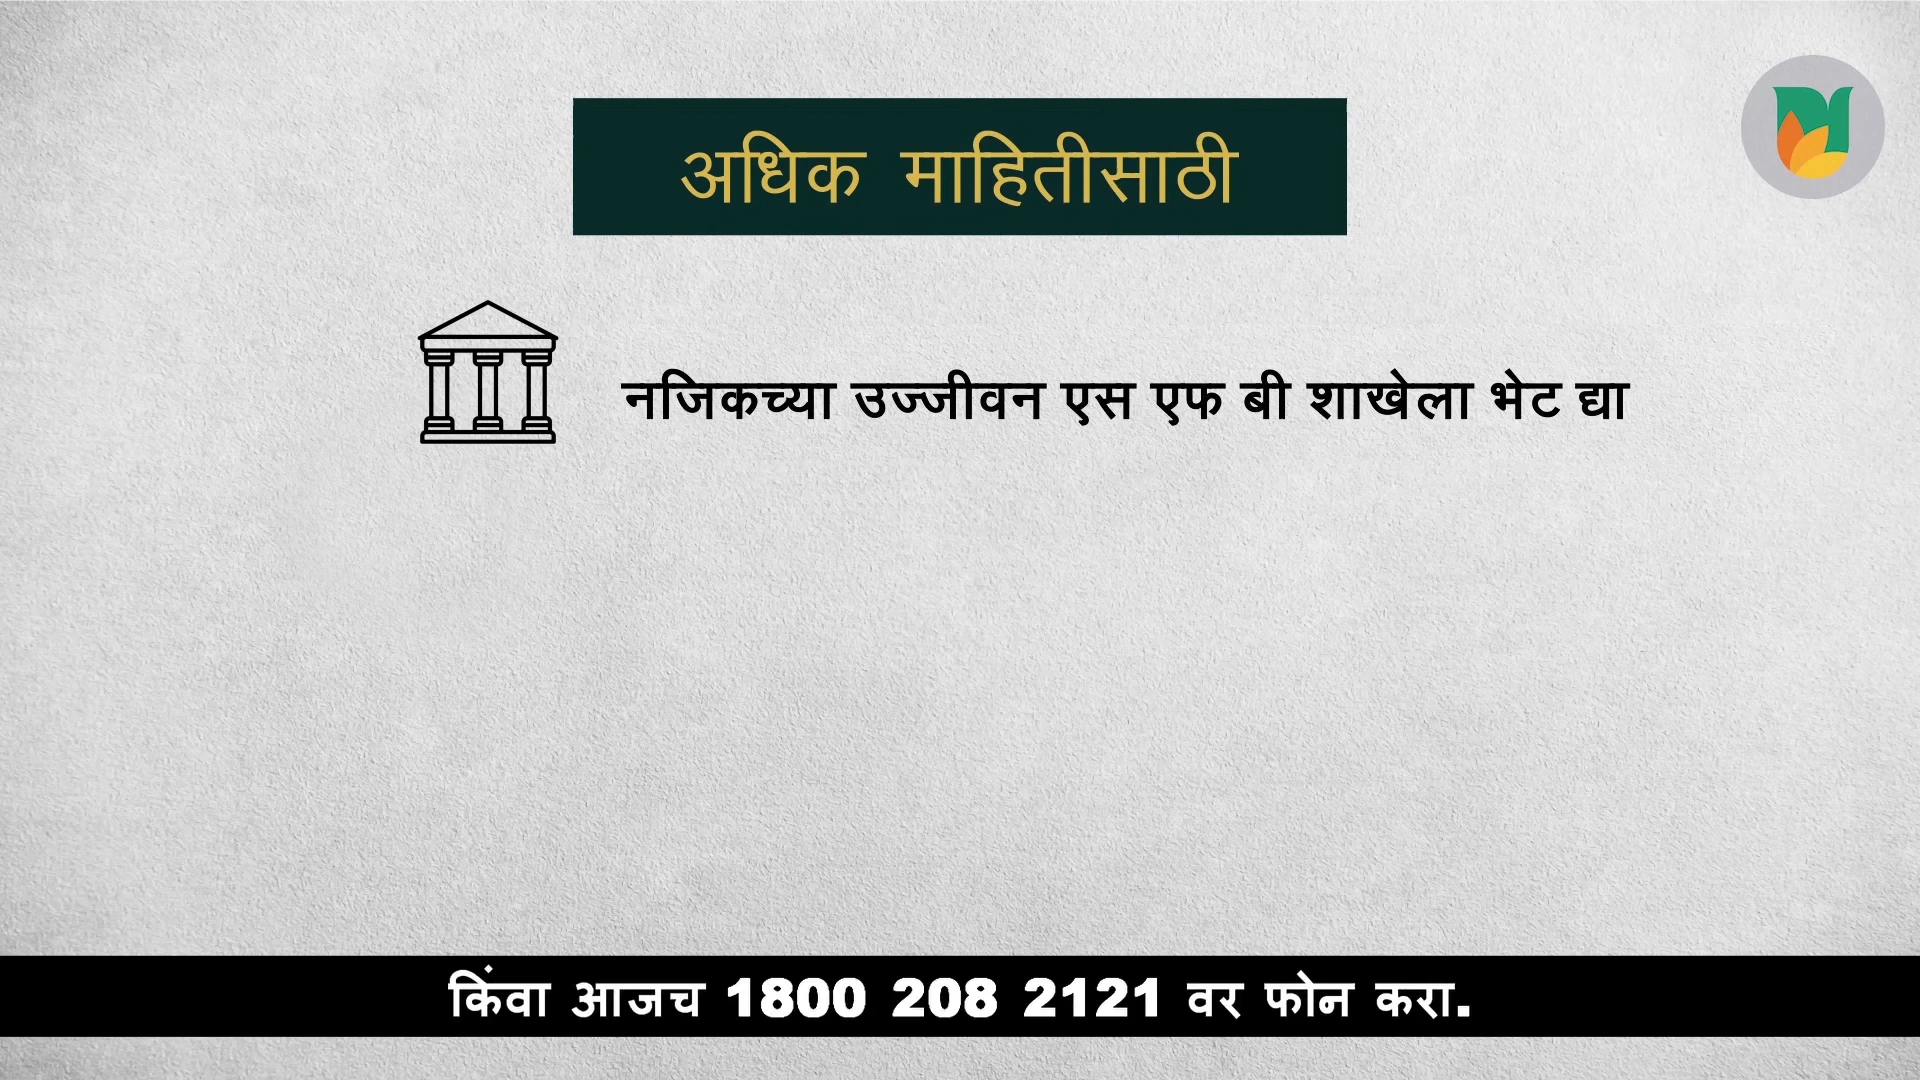 अधिक माहितीसाठी
नजिकच्या उज्जीवन एस एफ बी शाखेला भेट द्या
किंवा आजच 1800 208 2121 वर फोन करा.